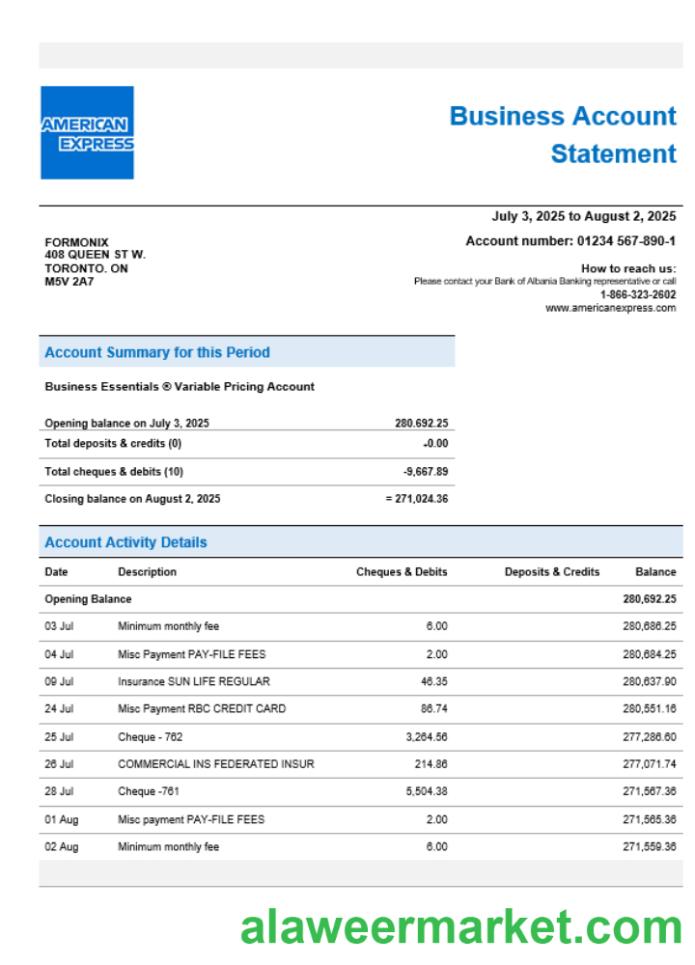 AMERICAN
EXPRESS
Business Account
Statement
July 3, 2025 to August 2, 2025
FORMONIX
408 QUEEN ST W.
TORONTO. ON
M5V 2A7
Account number: 01234 567-890-1
How to reach us:
Please contact your Bank of Albania Banking representative or call
1-866-323-2602
www.americanexpress.com
Account Summary for this Period
Business Essentials ® Variable Pricing Account
Opening balance on July 3, 2025 280.692.25
Total deposits & credits (0) -0.00
Total cheques & debits (10) -9,667.89
Closing balance on August 2, 2025 = 271,024.36
Account Activity Details
Date Description Cheques & Debits Deposits & Credits Balance
Opening Balance 280,692.25
03 Jul Minimum monthly fee 6.00 280,686.25
04 Jul Misc Payment PAY-FILE FEES 2.00 280,684.25
09 Jul Insurance SUN LIFE REGULAR 46.35 280,637.90
24 Jul Misc Payment RBC CREDIT CARD 86.74 280,551.16
25 Jul Cheque - 762 3,264.56 277,286.60
26 Jul COMMERCIAL INS FEDERATED INSUR 214.86 277,071.74
28 Jul Cheque -761 5,504.38 271,567.36
01 Aug Misc payment PAY-FILE FEES 2.00 271,565.36
02 Aug Minimum monthly fee 6.00 271,559.36
alaweermarket.com